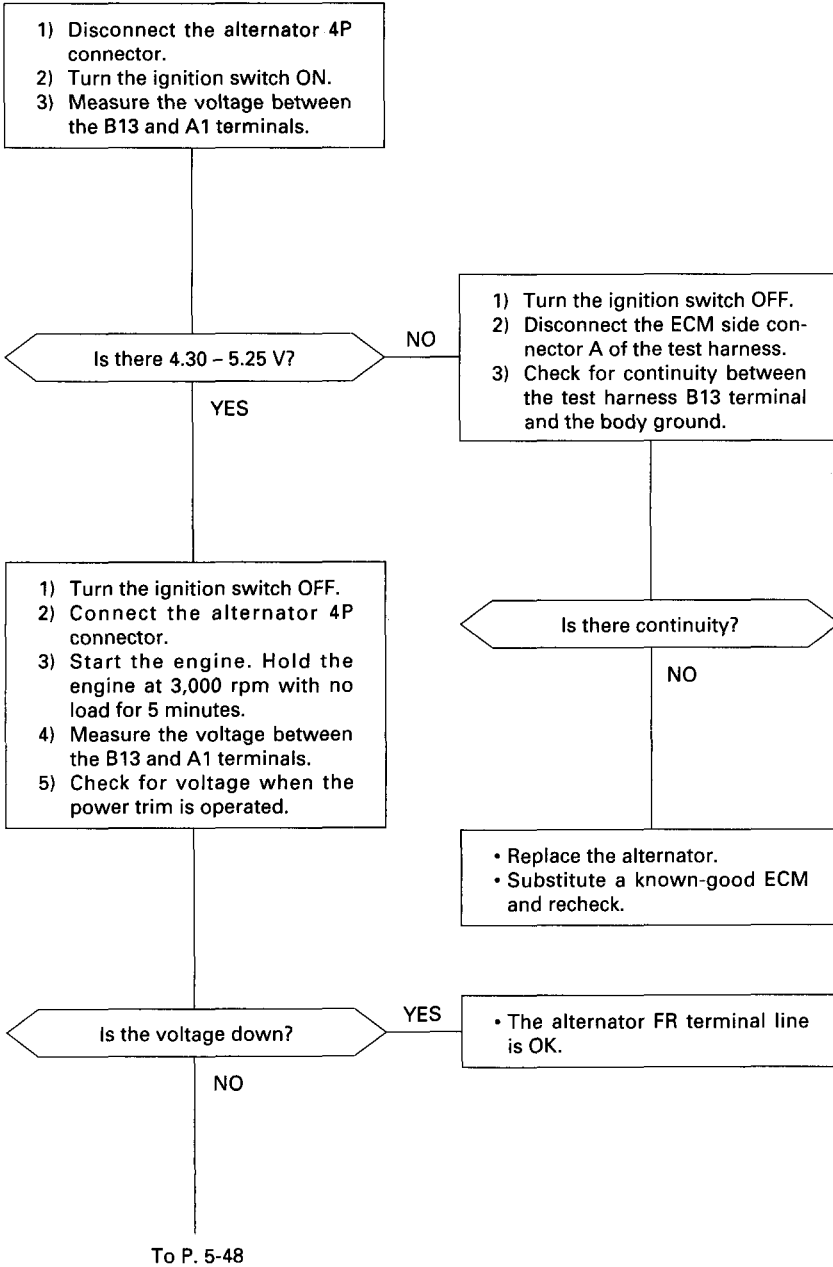 1) Disconnect the alternator 4P
connector.
2) Turn the ignition switch ON.
3) Measure the voltage between
the B13 and A1 terminals.
Is there 4.30 – 5.25 V?
NO
YES
1) Turn the ignition switch OFF.
2) Disconnect the ECM side con-
nector A of the test harness.
3) Check for continuity between
the test harness B13 terminal
and the body ground.
1) Turn the ignition switch OFF.
2) Connect the alternator 4P
connector.
3) Start the engine. Hold the
engine at 3,000 rpm with no
load for 5 minutes.
4) Measure the voltage between
the B13 and A1 terminals.
5) Check for voltage when the
power trim is operated.
Is there continuity?
NO
• Replace the alternator.
• Substitute a known-good ECM
and recheck.
Is the voltage down?
YES
NO
• The alternator FR terminal line
is OK.
To P. 5-48